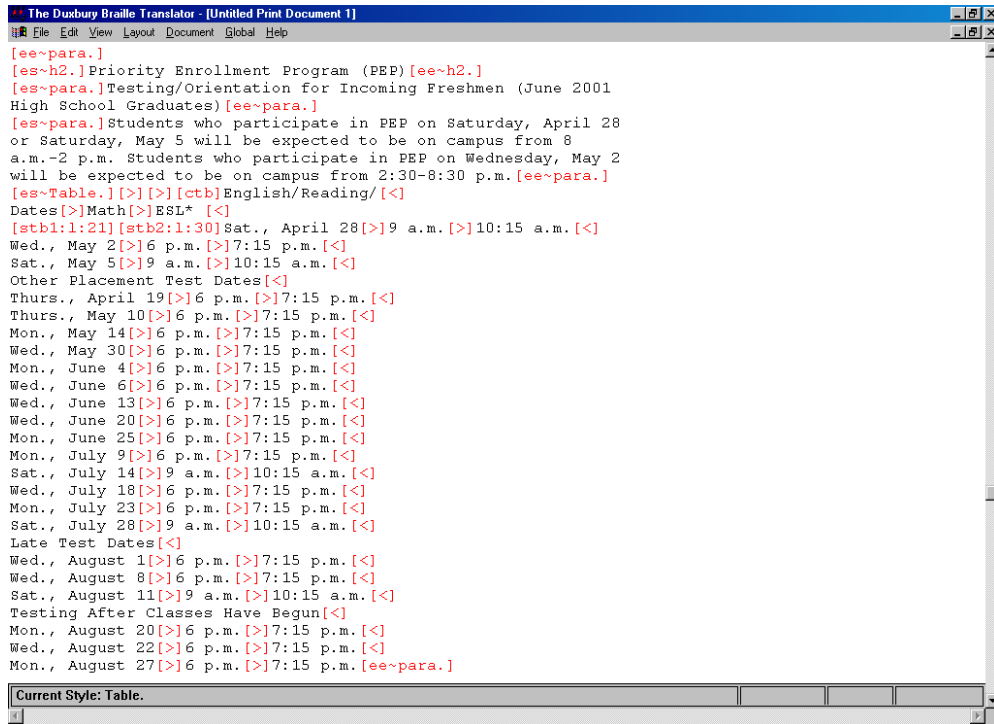 The Duxbury Braille Translator - [Untitled Print Document 1]
File Edit View Layout Document Global Help
[ee~para.]
[es~h2.]Priority Enrollment Program (PEP)[ee~h2.]
[es~para.]Testing/Orientation for Incoming Freshmen (June 2001
High School Graduates)[ee~para.]
[es~para.]Students who participate in PEP on Saturday, April 28
or Saturday, May 5 will be expected to be on campus from 8
a.m.-2 p.m. Students who participate in PEP on Wednesday, May 2
will be expected to be on campus from 2:30-8:30 p.m.[ee~para.]
[es~Table.][>][>][ctb]English/Reading/[<]
Dates[>]Math[>]ESL* [<]
[stb1:l:21][stb2:l:30]Sat., April 28[>]9 a.m.[>]10:15 a.m.[<]
Wed., May 2[>]6 p.m.[>]7:15 p.m.[<]
Sat., May 5[>]9 a.m.[>]10:15 a.m.[<]
Other Placement Test Dates[<]
Thurs., April 19[>]6 p.m.[>]7:15 p.m.[<]
Thurs., May 10[>]6 p.m.[>]7:15 p.m.[<]
Mon., May 14[>]6 p.m.[>]7:15 p.m.[<]
Wed., May 30[>]6 p.m.[>]7:15 p.m.[<]
Mon., June 4[>]6 p.m.[>]7:15 p.m.[<]
Wed., June 6[>]6 p.m.[>]7:15 p.m.[<]
Wed., June 13[>]6 p.m.[>]7:15 p.m.[<]
Wed., June 20[>]6 p.m.[>]7:15 p.m.[<]
Mon., June 25[>]6 p.m.[>]7:15 p.m.[<]
Mon., July 9[>]6 p.m.[>]7:15 p.m.[<]
Sat., July 14[>]9 a.m.[>]10:15 a.m.[<]
Wed., July 18[>]6 p.m.[>]7:15 p.m.[<]
Mon., July 23[>]6 p.m.[>]7:15 p.m.[<]
Sat., July 28[>]9 a.m.[>]10:15 a.m.[<]
Late Test Dates[<]
Wed., August 1[>]6 p.m.[>]7:15 p.m.[<]
Wed., August 8[>]6 p.m.[>]7:15 p.m.[<]
Sat., August 11[>]9 a.m.[>]10:15 a.m.[<]
Testing After Classes Have Begun[<]
Mon., August 20[>]6 p.m.[>]7:15 p.m.[<]
Wed., August 22[>]6 p.m.[>]7:15 p.m.[<]
Mon., August 27[>]6 p.m.[>]7:15 p.m.[ee~para.]
Current Style: Table.